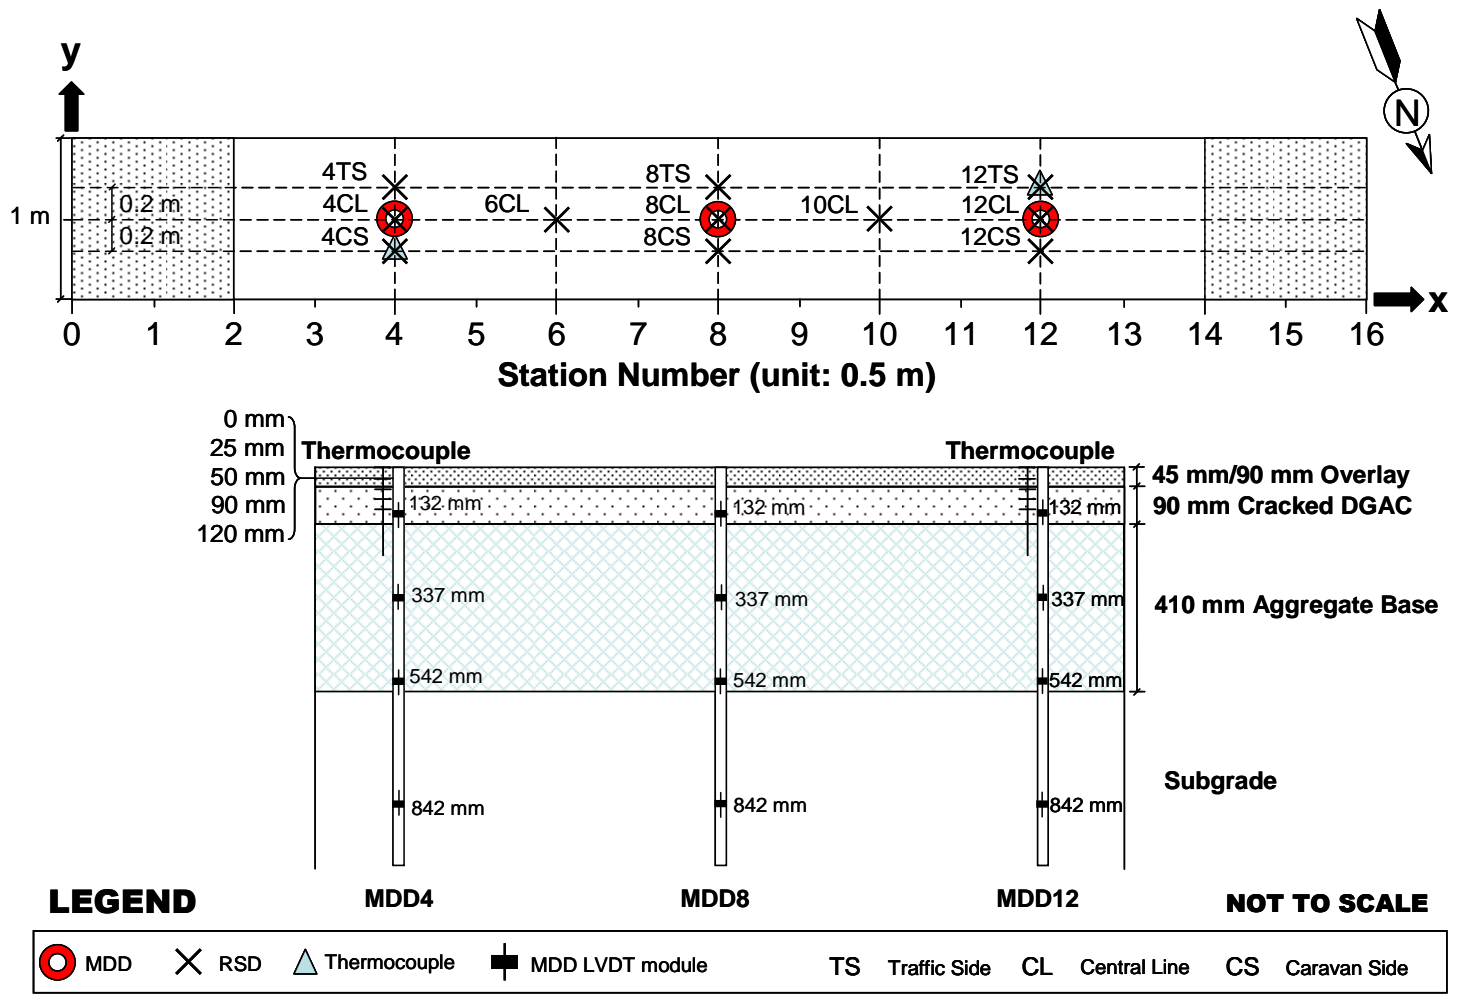 y
N
4TS
8TS
12TS
0.2 m
4CL
6CL
8CL
10CL
12CL
1 m
0.2 m
4CS
8CS
12CS
x
0 1 2 3 4 5 6 7 8 9 10 11 12 13 14 15 16
Station Number (unit: 0.5 m)
0 mm
25 mm
50 mm
90 mm
120 mm
Thermocouple
Thermocouple
45 mm/90 mm Overlay
90 mm Cracked DGAC
132 mm
132 mm
132 mm
337 mm
337 mm
337 mm
410 mm Aggregate Base
542 mm
542 mm
542 mm
Subgrade
842 mm
842 mm
842 mm
MDD4
MDD8
MDD12
LEGEND
NOT TO SCALE
MDD
RSD
Thermocouple
MDD LVDT module
TS Traffic Side
CL Central Line
CS Caravan Side